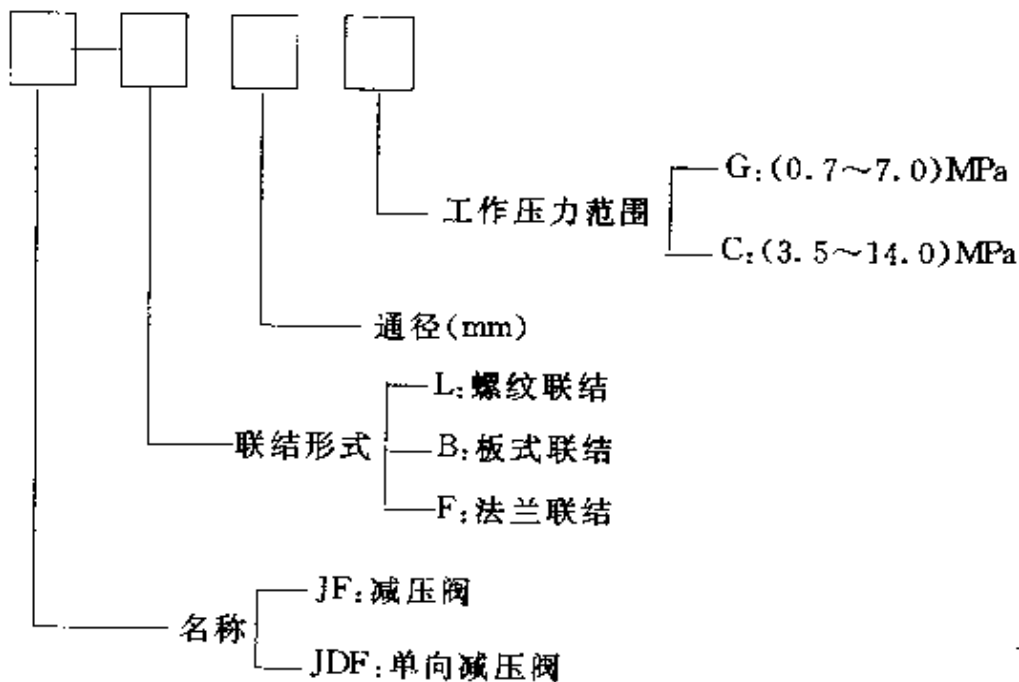 G:(0.7～7.0)MPa
工作压力范围
C:(3.5～14.0)MPa
通径(mm)
L:螺纹联结
联结形式
B:板式联结
F:法兰联结
JF:减压阀
名称
JDF:单向减压阀